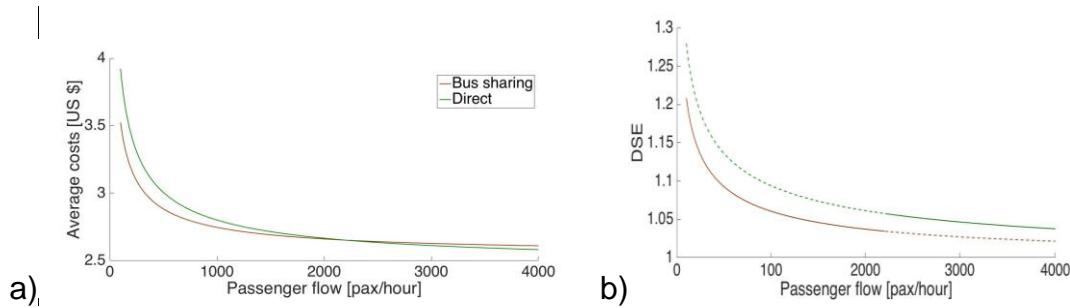 4
3.5
3
2.5
Average costs [US $]
0
1000
2000
3000
4000
Passenger flow [pax/hour]
Bus sharing
Direct
a)
1.3
1.25
1.2
1.15
1.1
1.05
1
DSE
0
100
2000
3000
4000
Passenger flow [pax/hour]
b)